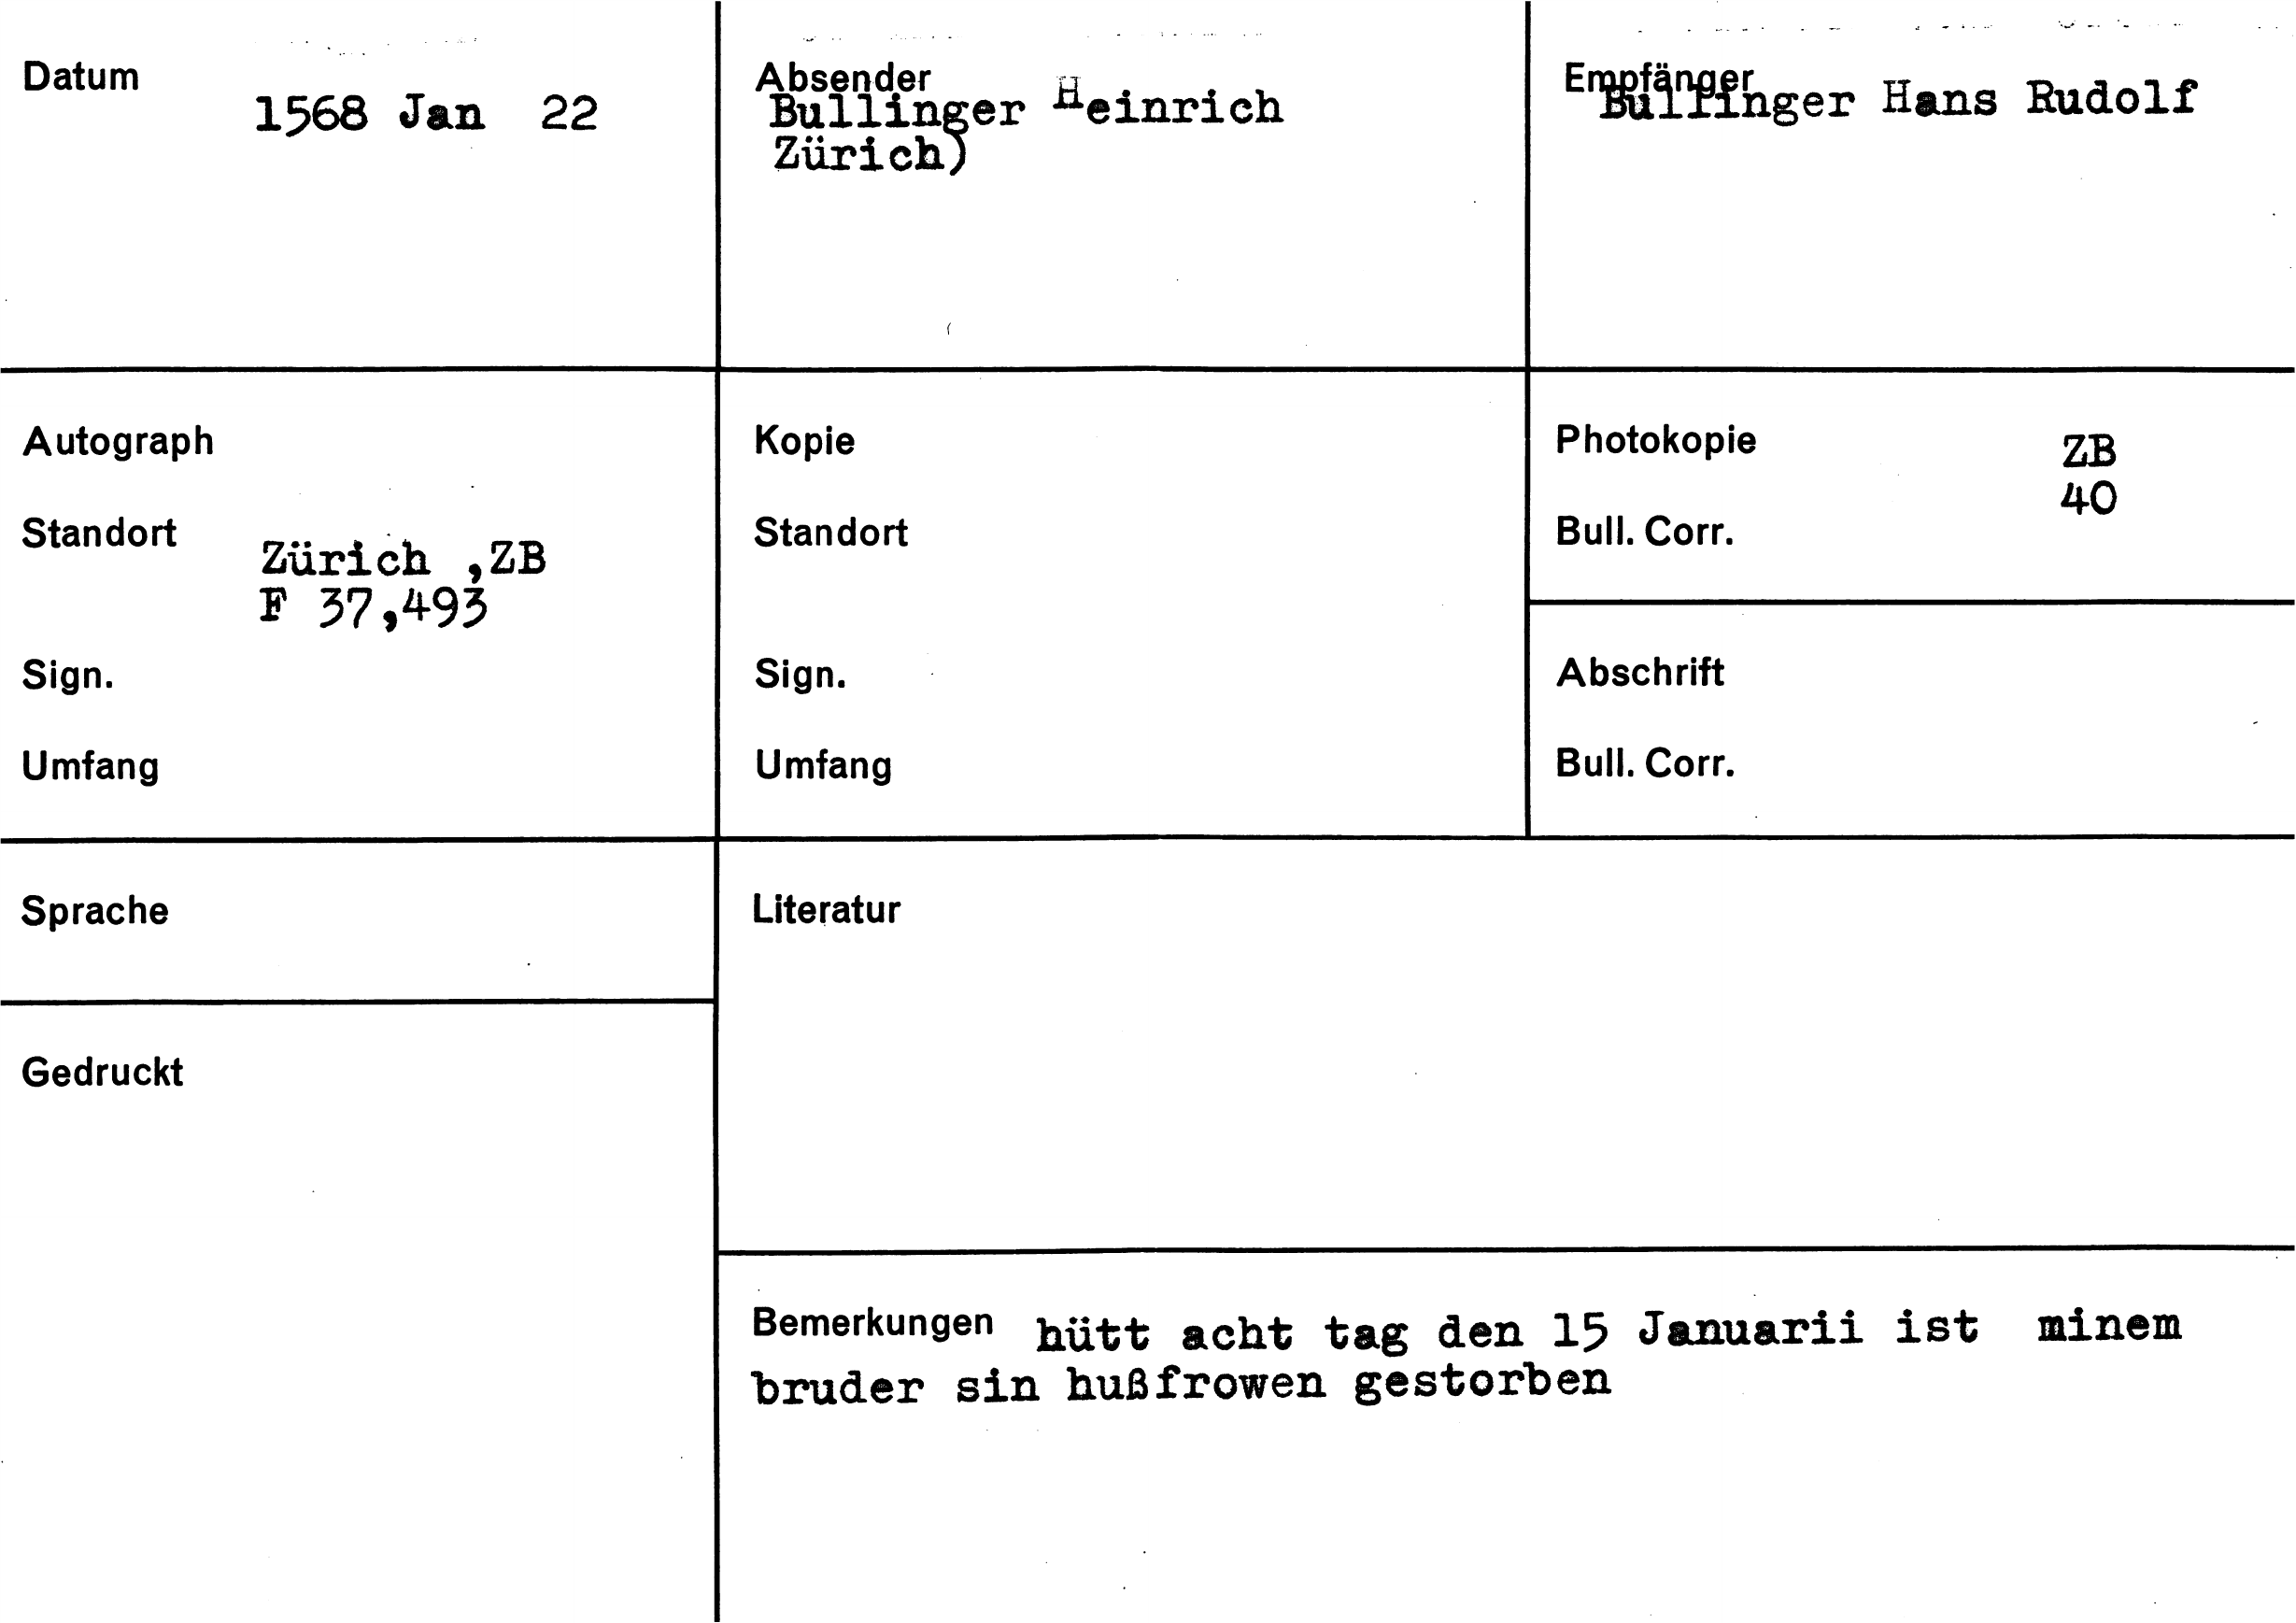 Datum
1568 Jan 22
Absender
Bullinger Heinrich
Zürich)
Empfänger
Bullinger Hans Rudolf
Autograph
Standort
Zürich ,ZB
F 37,493
Sign.
Umfang
Kopie
Standort
Sign.
Umfang
Photokopie ZB
40
Bull. Corr.
Abschrift
Bull. Corr.
Sprache
Literatur
Gedruckt
Bemerkungen hütt acht tag den 15 Januarii ist minem
bruder sin hußfrowen gestorben